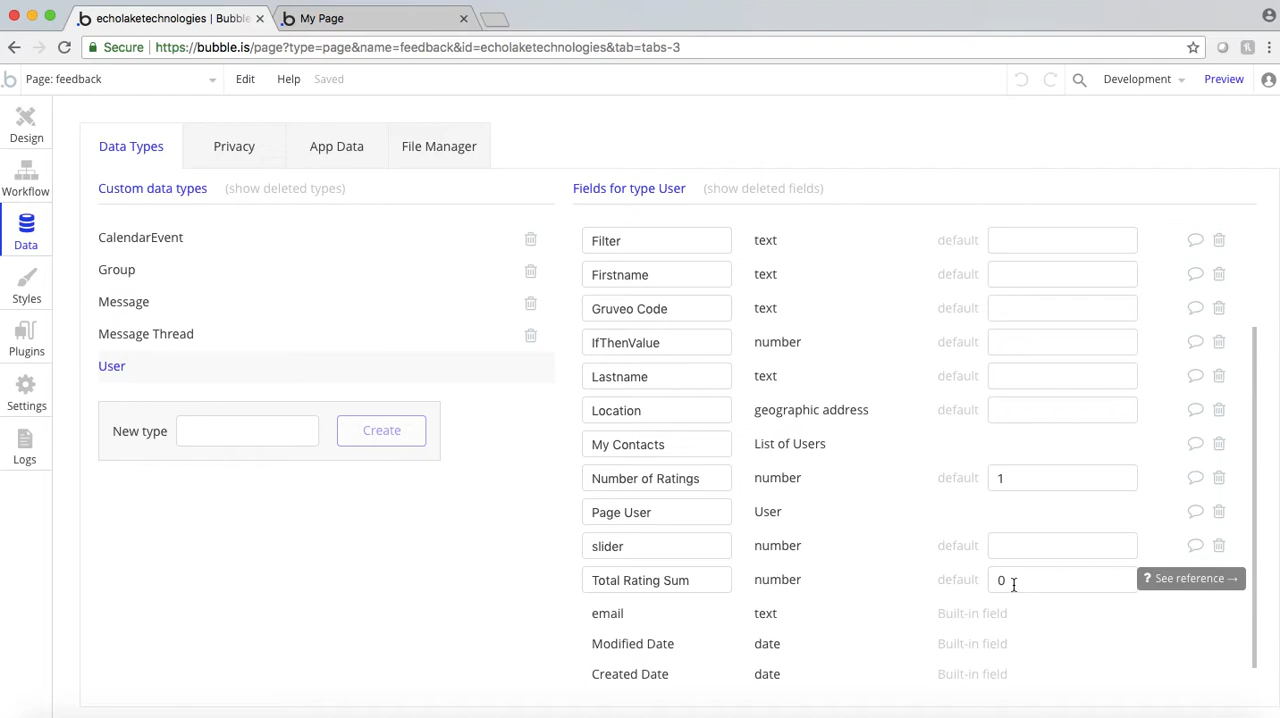 echolaketechnologies | Bubble
My Page
Secure https://bubble.is/page?type=page&name=feedback&id=echolaketechnologies&tab=tabs-3
Page: feedback Edit Help Saved Development Preview
Design
Workflow
Data
Styles
Plugins
Settings
Logs
Data Types Privacy App Data File Manager
Custom data types (show deleted types)
CalendarEvent
Group
Message
Message Thread
User
New type Create
Fields for type User (show deleted fields)
Filter text default
Firstname text default
Gruveo Code text default
IfThenValue number default
Lastname text default
Location geographic address default
My Contacts List of Users
Number of Ratings number default 1
Page User User
slider number default
Total Rating Sum number default 0 ? See reference →
email text Built-in field
Modified Date date Built-in field
Created Date date Built-in field